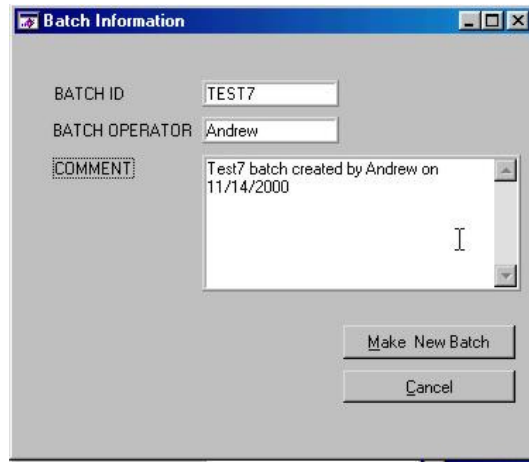 Batch Information
BATCH ID TEST7
BATCH OPERATOR Andrew
COMMENT Test7 batch created by Andrew on
11/14/2000
Make New Batch
Cancel